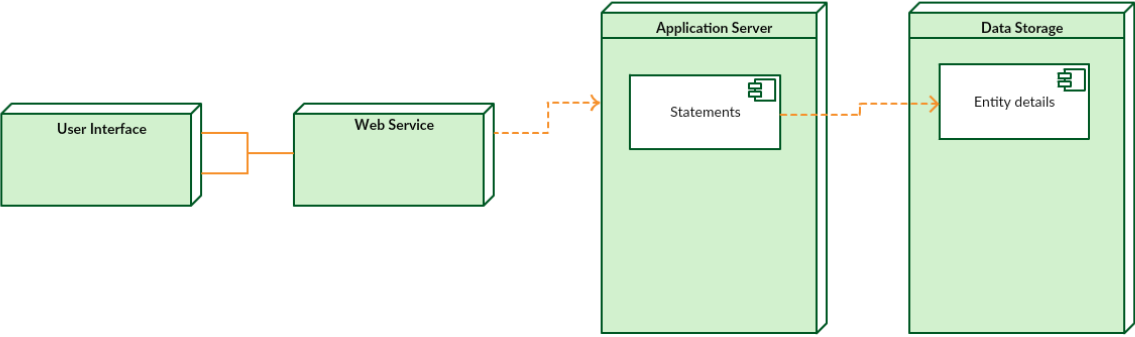 User Interface
Web Service
Application Server
Statements
Data Storage
Entity details